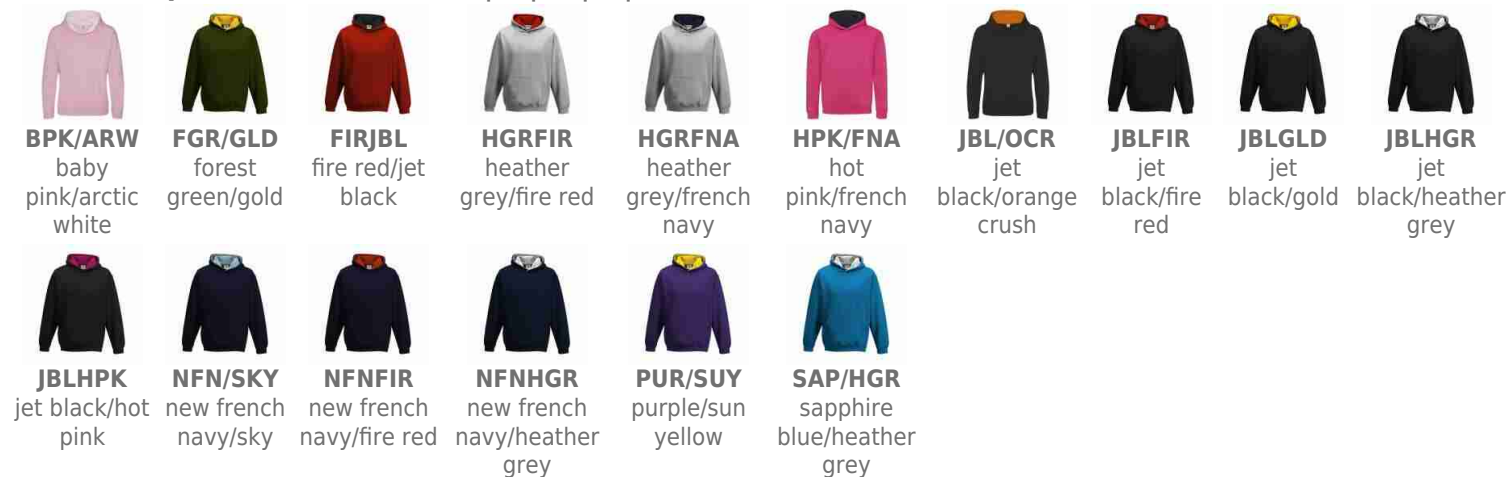 BPK/ARW
baby
pink/arctic
white
FGR/GLD
forest
green/gold
FIRJBL
fire red/jet
black
HGRFIR
heather
grey/fire red
HGRFNA
heather
grey/french
navy
HPK/FNA
hot
pink/french
navy
JBL/OCR
jet
black/orange
crush
JBLFIR
jet
black/fire
red
JBLGLD
jet
black/gold
JBLHGR
jet
black/heather
grey
JBLHPK
jet black/hot
pink
NFN/SKY
new french
navy/sky
NFNFIR
new french
navy/fire red
NFNHGR
new french
navy/heather
grey
PUR/SUY
purple/sun
yellow
SAP/HGR
sapphire
blue/heather
grey